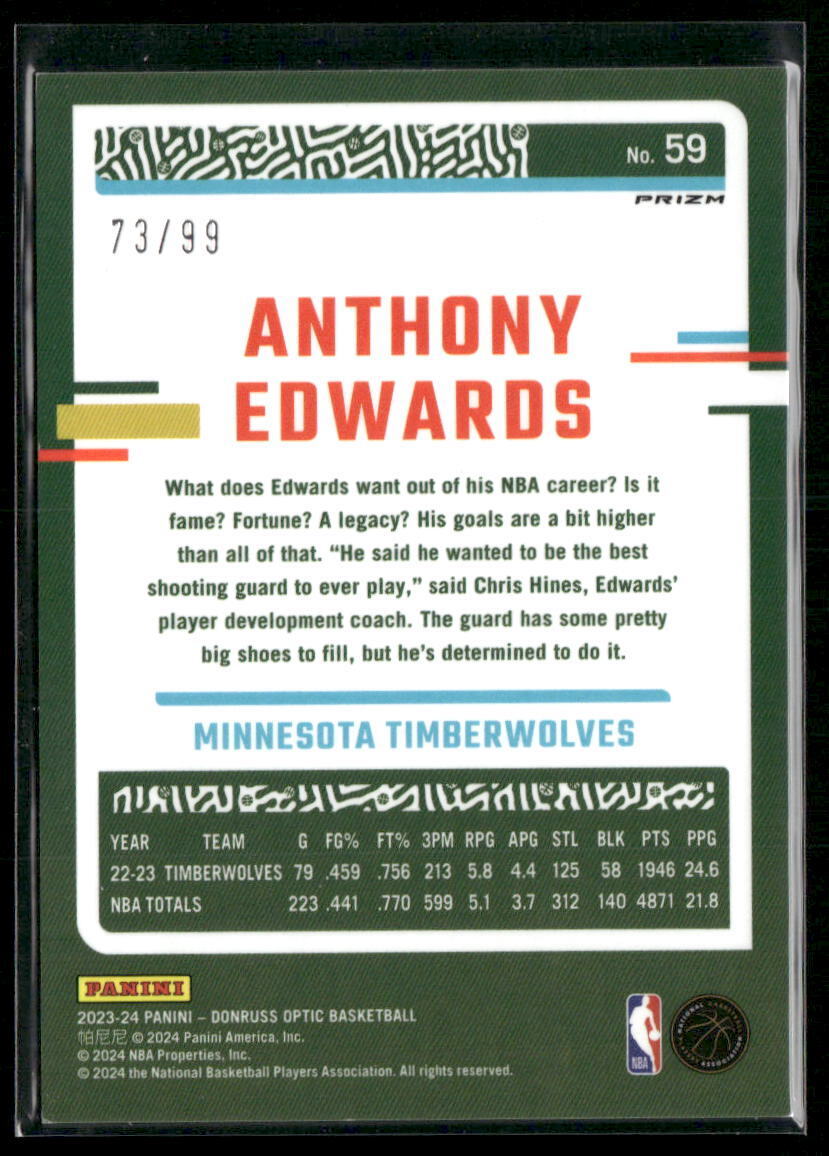 No. 59
PRIZM
73/99
ANTHONY
EDWARDS
What does Edwards want out of his NBA career? Is it
fame? Fortune? A legacy? His goals are a bit higher
than all of that. “He said he wanted to be the best
shooting guard to ever play,” said Chris Hines, Edwards’
player development coach. The guard has some pretty
big shoes to fill, but he’s determined to do it.
MINNESOTA TIMBERWOLVES
YEAR TEAM G FG% FT% 3PM RPG APG STL BLK PTS PPG
22-23 TIMBERWOLVES 79 .459 .756 213 5.8 4.4 125 58 1946 24.6
NBA TOTALS 223 .441 .770 599 5.1 3.7 312 140 4871 21.8
PANINI
2023-24 PANINI – DONRUSS OPTIC BASKETBALL
帕尼尼 © 2024 Panini America, Inc.
© 2024 NBA Properties, Inc.
© 2024 the National Basketball Players Association. All rights reserved.
NBA
NATIONAL BASKETBALL PLAYERS ASSOCIATION